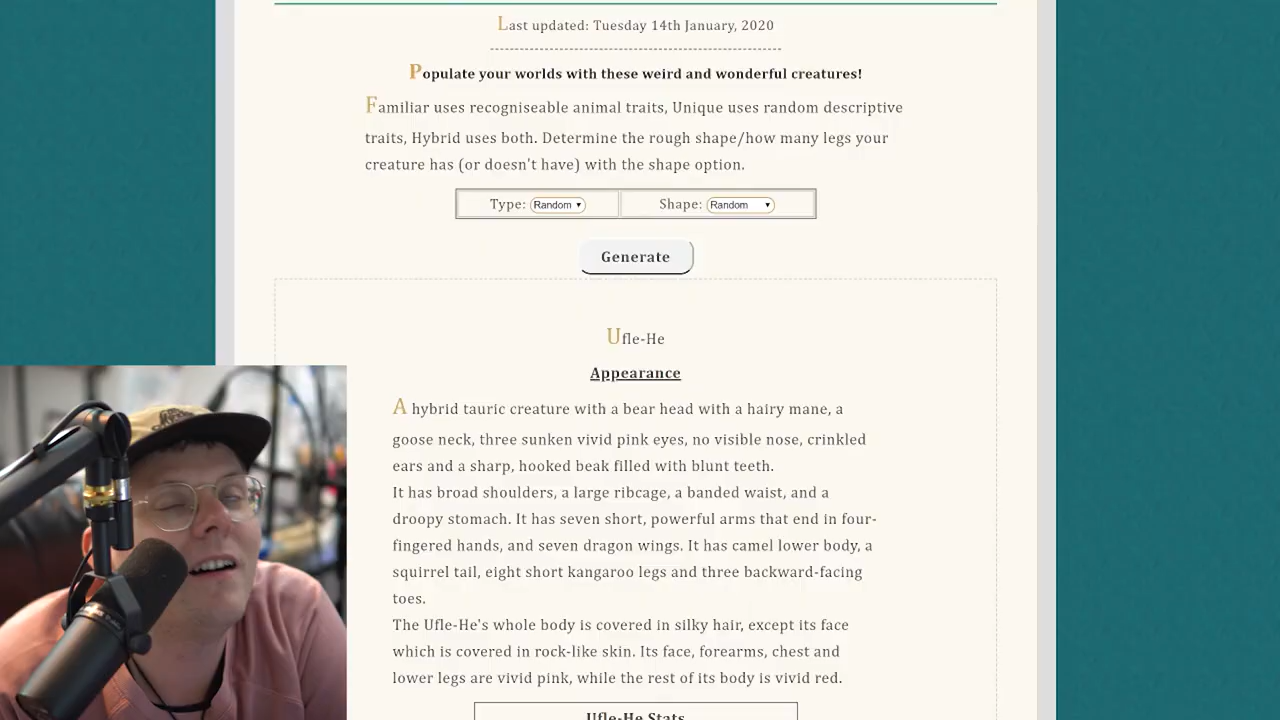 Last updated: Tuesday 14th January, 2020
Populate your worlds with these weird and wonderful creatures!
Familiar uses recogniseable animal traits, Unique uses random descriptive
traits, Hybrid uses both. Determine the rough shape/how many legs your
creature has (or doesn't have) with the shape option.
Type: Random Shape: Random
Generate
Ufle-He
Appearance
A hybrid tauric creature with a bear head with a hairy mane, a
goose neck, three sunken vivid pink eyes, no visible nose, crinkled
ears and a sharp, hooked beak filled with blunt teeth.
It has broad shoulders, a large ribcage, a banded waist, and a
droopy stomach. It has seven short, powerful arms that end in four-
fingered hands, and seven dragon wings. It has camel lower body, a
squirrel tail, eight short kangaroo legs and three backward-facing
toes.
The Ufle-He's whole body is covered in silky hair, except its face
which is covered in rock-like skin. Its face, forearms, chest and
lower legs are vivid pink, while the rest of its body is vivid red.
Ufle-He Stats